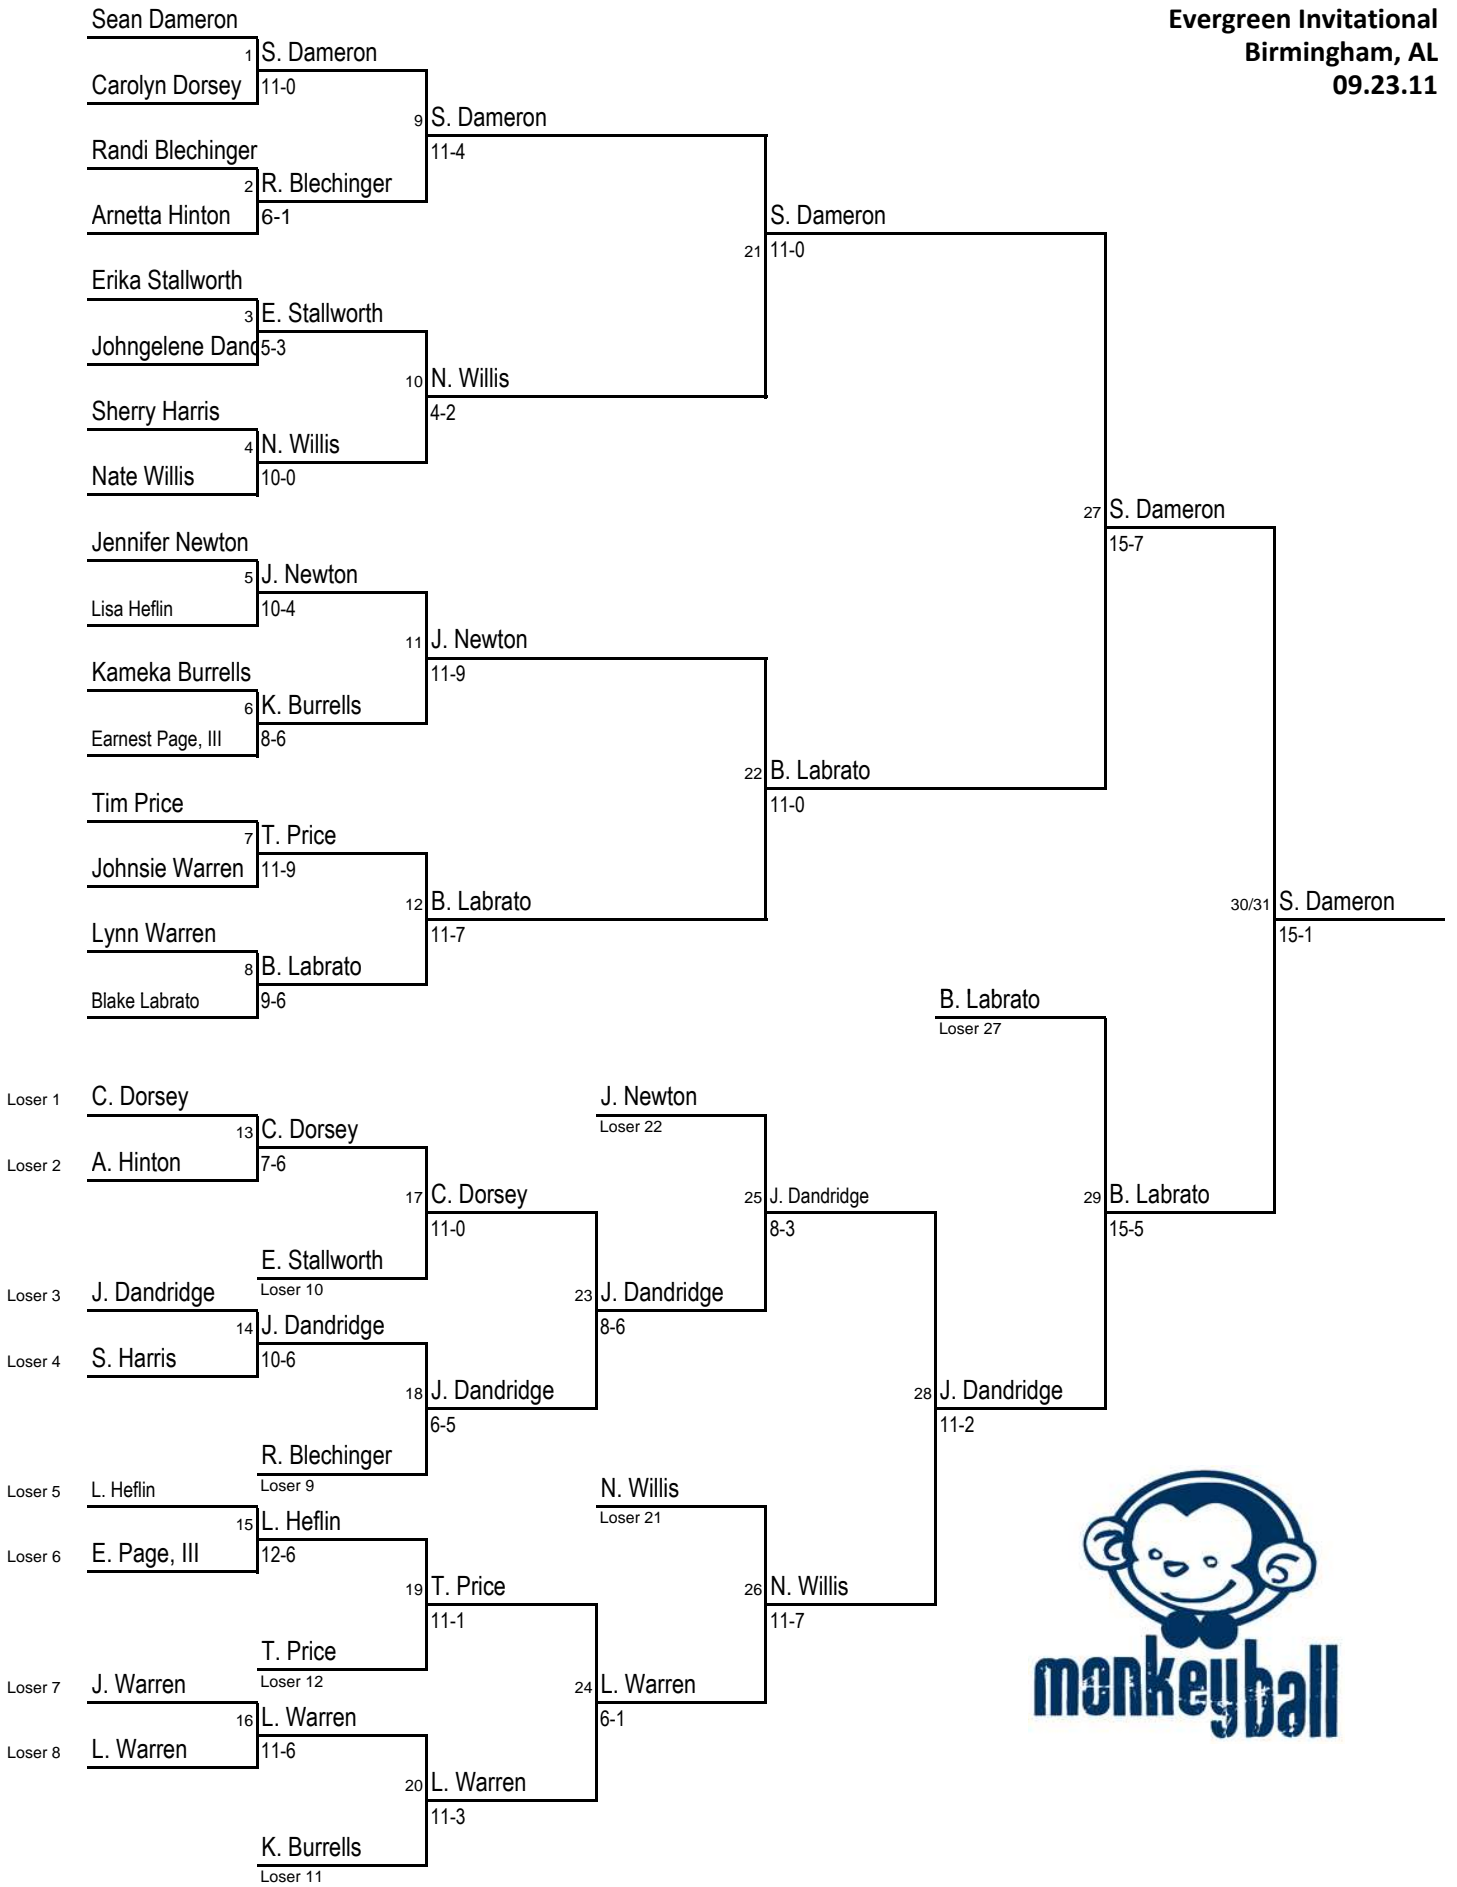 Evergreen Invitational
Birmingham, AL
09.23.11
Sean Dameron
1 S. Dameron
Carolyn Dorsey 11-0
9 S. Dameron
11-4
Randi Blechinger
2 R. Blechinger
Arnetta Hinton 6-1
S. Dameron
21 11-0
Erika Stallworth
3 E. Stallworth
Johngelene Dand 5-3
10 N. Willis
4-2
Sherry Harris
4 N. Willis
Nate Willis 10-0
27 S. Dameron
15-7
Jennifer Newton
5 J. Newton
Lisa Heflin 10-4
11 J. Newton
11-9
Kameka Burrells
6 K. Burrells
Earnest Page, III 8-6
22 B. Labrato
11-0
Tim Price
7 T. Price
Johnsie Warren 11-9
12 B. Labrato
11-7
30/31 S. Dameron
15-1
Lynn Warren
8 B. Labrato
Blake Labrato 9-6
B. Labrato
Loser 27
Loser 1 C. Dorsey
J. Newton
Loser 22
13 C. Dorsey
Loser 2 A. Hinton 7-6
17 C. Dorsey
11-0
25 J. Dandridge
8-3
29 B. Labrato
15-5
E. Stallworth
Loser 10
Loser 3 J. Dandridge
23 J. Dandridge
8-6
14 J. Dandridge
Loser 4 S. Harris 10-6
18 J. Dandridge
6-5
28 J. Dandridge
11-2
R. Blechinger
Loser 9
Loser 5 L. Heflin
N. Willis
Loser 21
15 L. Heflin
Loser 6 E. Page, III 12-6
19 T. Price
11-1
26 N. Willis
11-7
T. Price
Loser 12
Loser 7 J. Warren
24 L. Warren
6-1
16 L. Warren
Loser 8 L. Warren 11-6
20 L. Warren
11-3
K. Burrells
Loser 11
monkeyball